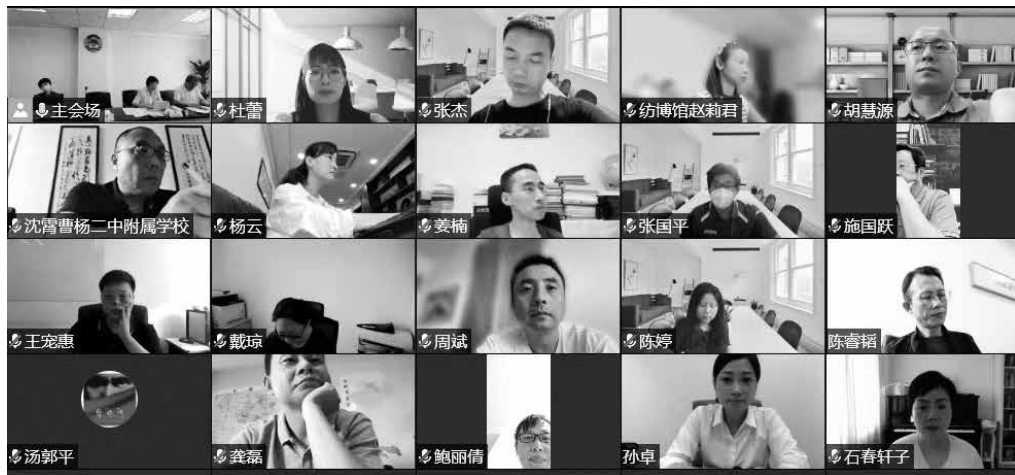 主会场
杜蕾
张杰
纺博馆赵莉君
胡慧源
沈霄曹杨二中附属学校
杨云
姜楠
张国平
施国跃
王宠惠
戴琼
周斌
陈婷
陈睿韬
汤郭平
龚磊
鲍丽倩
孙卓
石春轩子